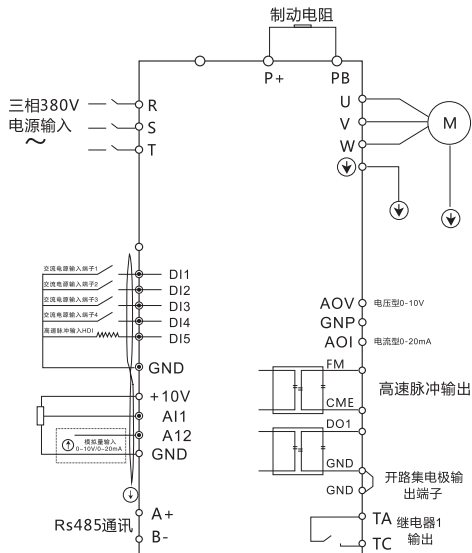 制动电阻
P+
PB
三相380V
电源输入
～
R
S
T
U
V
W
M
交流电源输入端子1
DI1
交流电源输入端子2
DI2
交流电源输入端子3
DI3
交流电源输入端子4
DI4
高速脉冲输入HDI
DI5
GND
+10V
AI1
A12
模拟量输入
0-10V/0-20mA
GND
Rs485通讯
A+
B-
AOV 电压型0-10V
GNP
AOI 电流型0-20mA
FM
高速脉冲输出
CME
DO1
GND
GND
开路集电极输
出端子
TA
继电器1
输出
TC